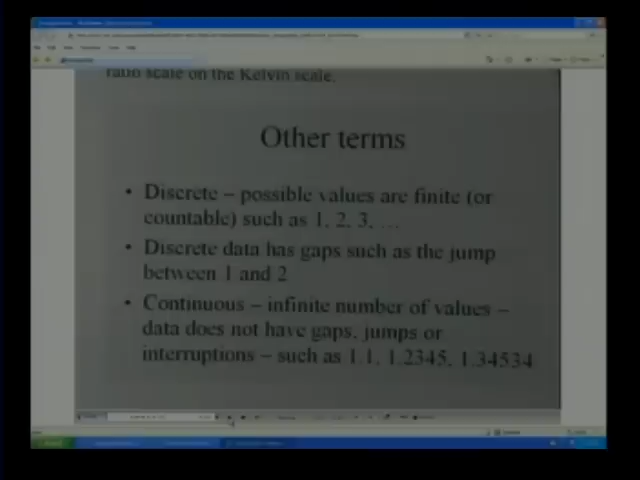 ratio scale on the Kelvin scale.
Other terms
• Discrete – possible values are finite (or
countable) such as 1, 2, 3, …
• Discrete data has gaps such as the jump
between 1 and 2
• Continuous – infinite number of values –
data does not have gaps, jumps or
interruptions – such as 1.1, 1.2345, 1.34534